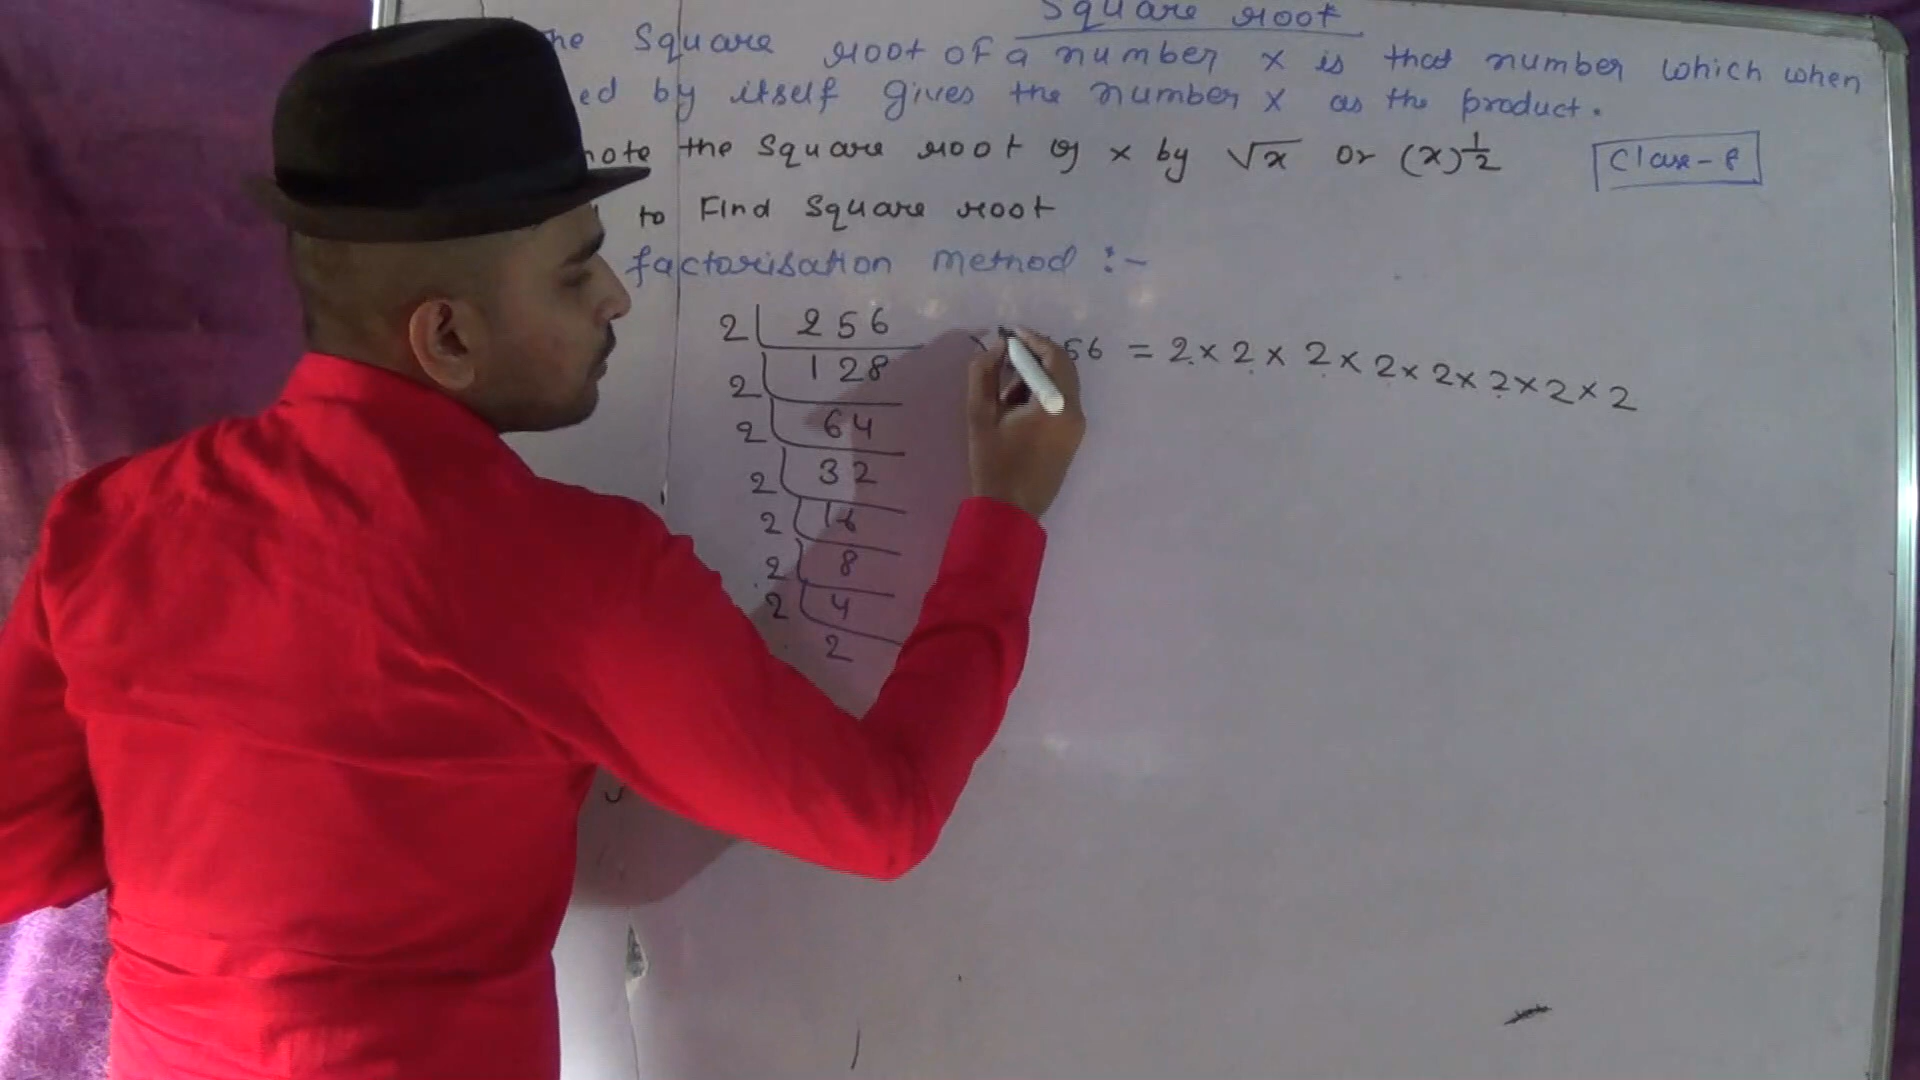 Square root
he Square root of a number x is that number which when
ed by itself gives the number x as the product.
note the Square root of x by √x or (x)^1/2
Class-8
to Find Square root
factorisation method :-
2 | 256
2 | 128
2 | 64
2 | 32
2 | 16
2 | 8
2 | 4
2
56 = 2 × 2 × 2 × 2 × 2 × 2 × 2 × 2